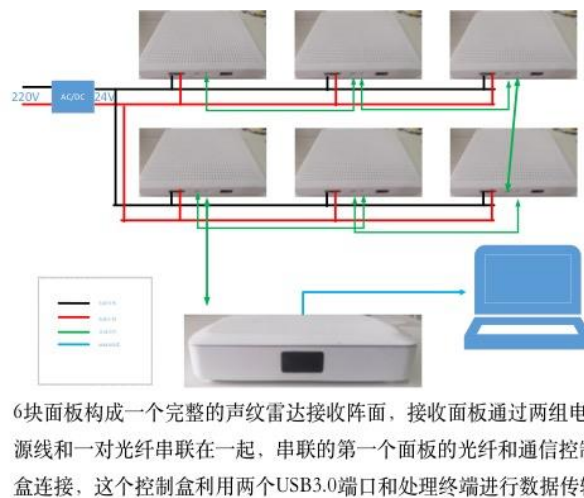 220V AC/DC 24V
6块面板构成一个完整的声纹雷达接收阵面，接收面板通过两组电
源线和一对光纤串联在一起，串联的第一个面板的光纤和通信控制
盒连接，这个控制盒利用两个USB3.0端口和处理终端进行数据传输